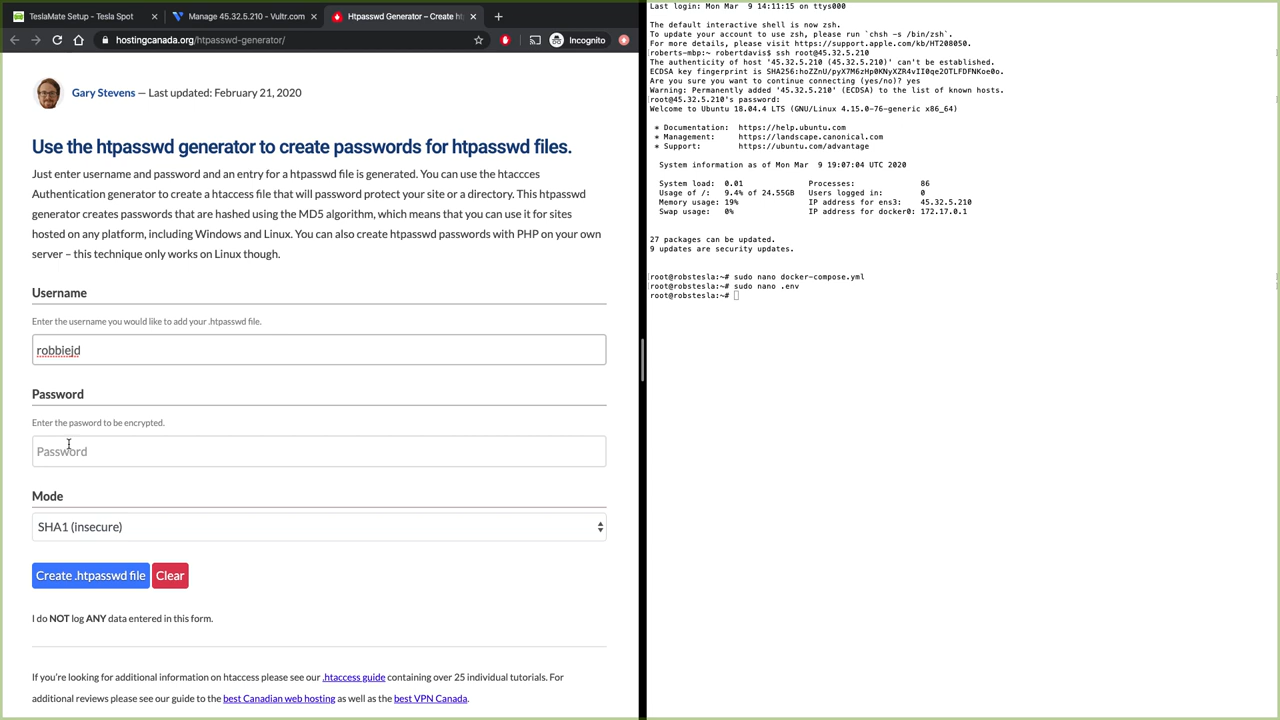 TeslaMate Setup - Tesla Spot
Manage 45.32.5.210 - Vultr.com
Htpasswd Generator – Create ht
hostingcanada.org/htpasswd-generator/
Incognito
Gary Stevens — Last updated: February 21, 2020
Use the htpasswd generator to create passwords for htpasswd files.
Just enter username and password and an entry for a htpasswd file is generated. You can use the htaccces
Authentication generator to create a htaccess file that will password protect your site or a directory. This htpasswd
generator creates passwords that are hashed using the MD5 algorithm, which means that you can use it for sites
hosted on any platform, including Windows and Linux. You can also create htpasswd passwords with PHP on your own
server – this technique only works on Linux though.
Username
Enter the username you would like to add your .htpasswd file.
robbiejd
Password
Enter the pasword to be encrypted.
Password
Mode
SHA1 (insecure)
Create .htpasswd file
Clear
I do NOT log ANY data entered in this form.
If you're looking for additional information on htaccess please see our .htaccess guide containing over 25 individual tutorials. For
additional reviews please see our guide to the best Canadian web hosting as well as the best VPN Canada.
Last login: Mon Mar  9 14:11:15 on ttys000
The default interactive shell is now zsh.
To update your account to use zsh, please run `chsh -s /bin/zsh`.
For more details, please visit https://support.apple.com/kb/HT208050.
roberts-mbp:~ robertdavis$ ssh root@45.32.5.210
The authenticity of host '45.32.5.210 (45.32.5.210)' can't be established.
ECDSA key fingerprint is SHA256:hoZZnU/pyX7M6zHp0KNyXZR4vII0qe2OTLFDFNKoe0o.
Are you sure you want to continue connecting (yes/no)? yes
Warning: Permanently added '45.32.5.210' (ECDSA) to the list of known hosts.
root@45.32.5.210's password:
Welcome to Ubuntu 18.04.4 LTS (GNU/Linux 4.15.0-76-generic x86_64)
* Documentation:  https://help.ubuntu.com
* Management:     https://landscape.canonical.com
* Support:        https://ubuntu.com/advantage
System information as of Mon Mar  9 19:07:04 UTC 2020
System load:  0.01               Processes:              86
Usage of /:   9.4% of 24.55GB    Users logged in:        0
Memory usage: 19%                IP address for ens3:    45.32.5.210
Swap usage:   0%                 IP address for docker0: 172.17.0.1
27 packages can be updated.
9 updates are security updates.
root@robstesla:~# sudo nano docker-compose.yml
root@robstesla:~# sudo nano .env
root@robstesla:~#